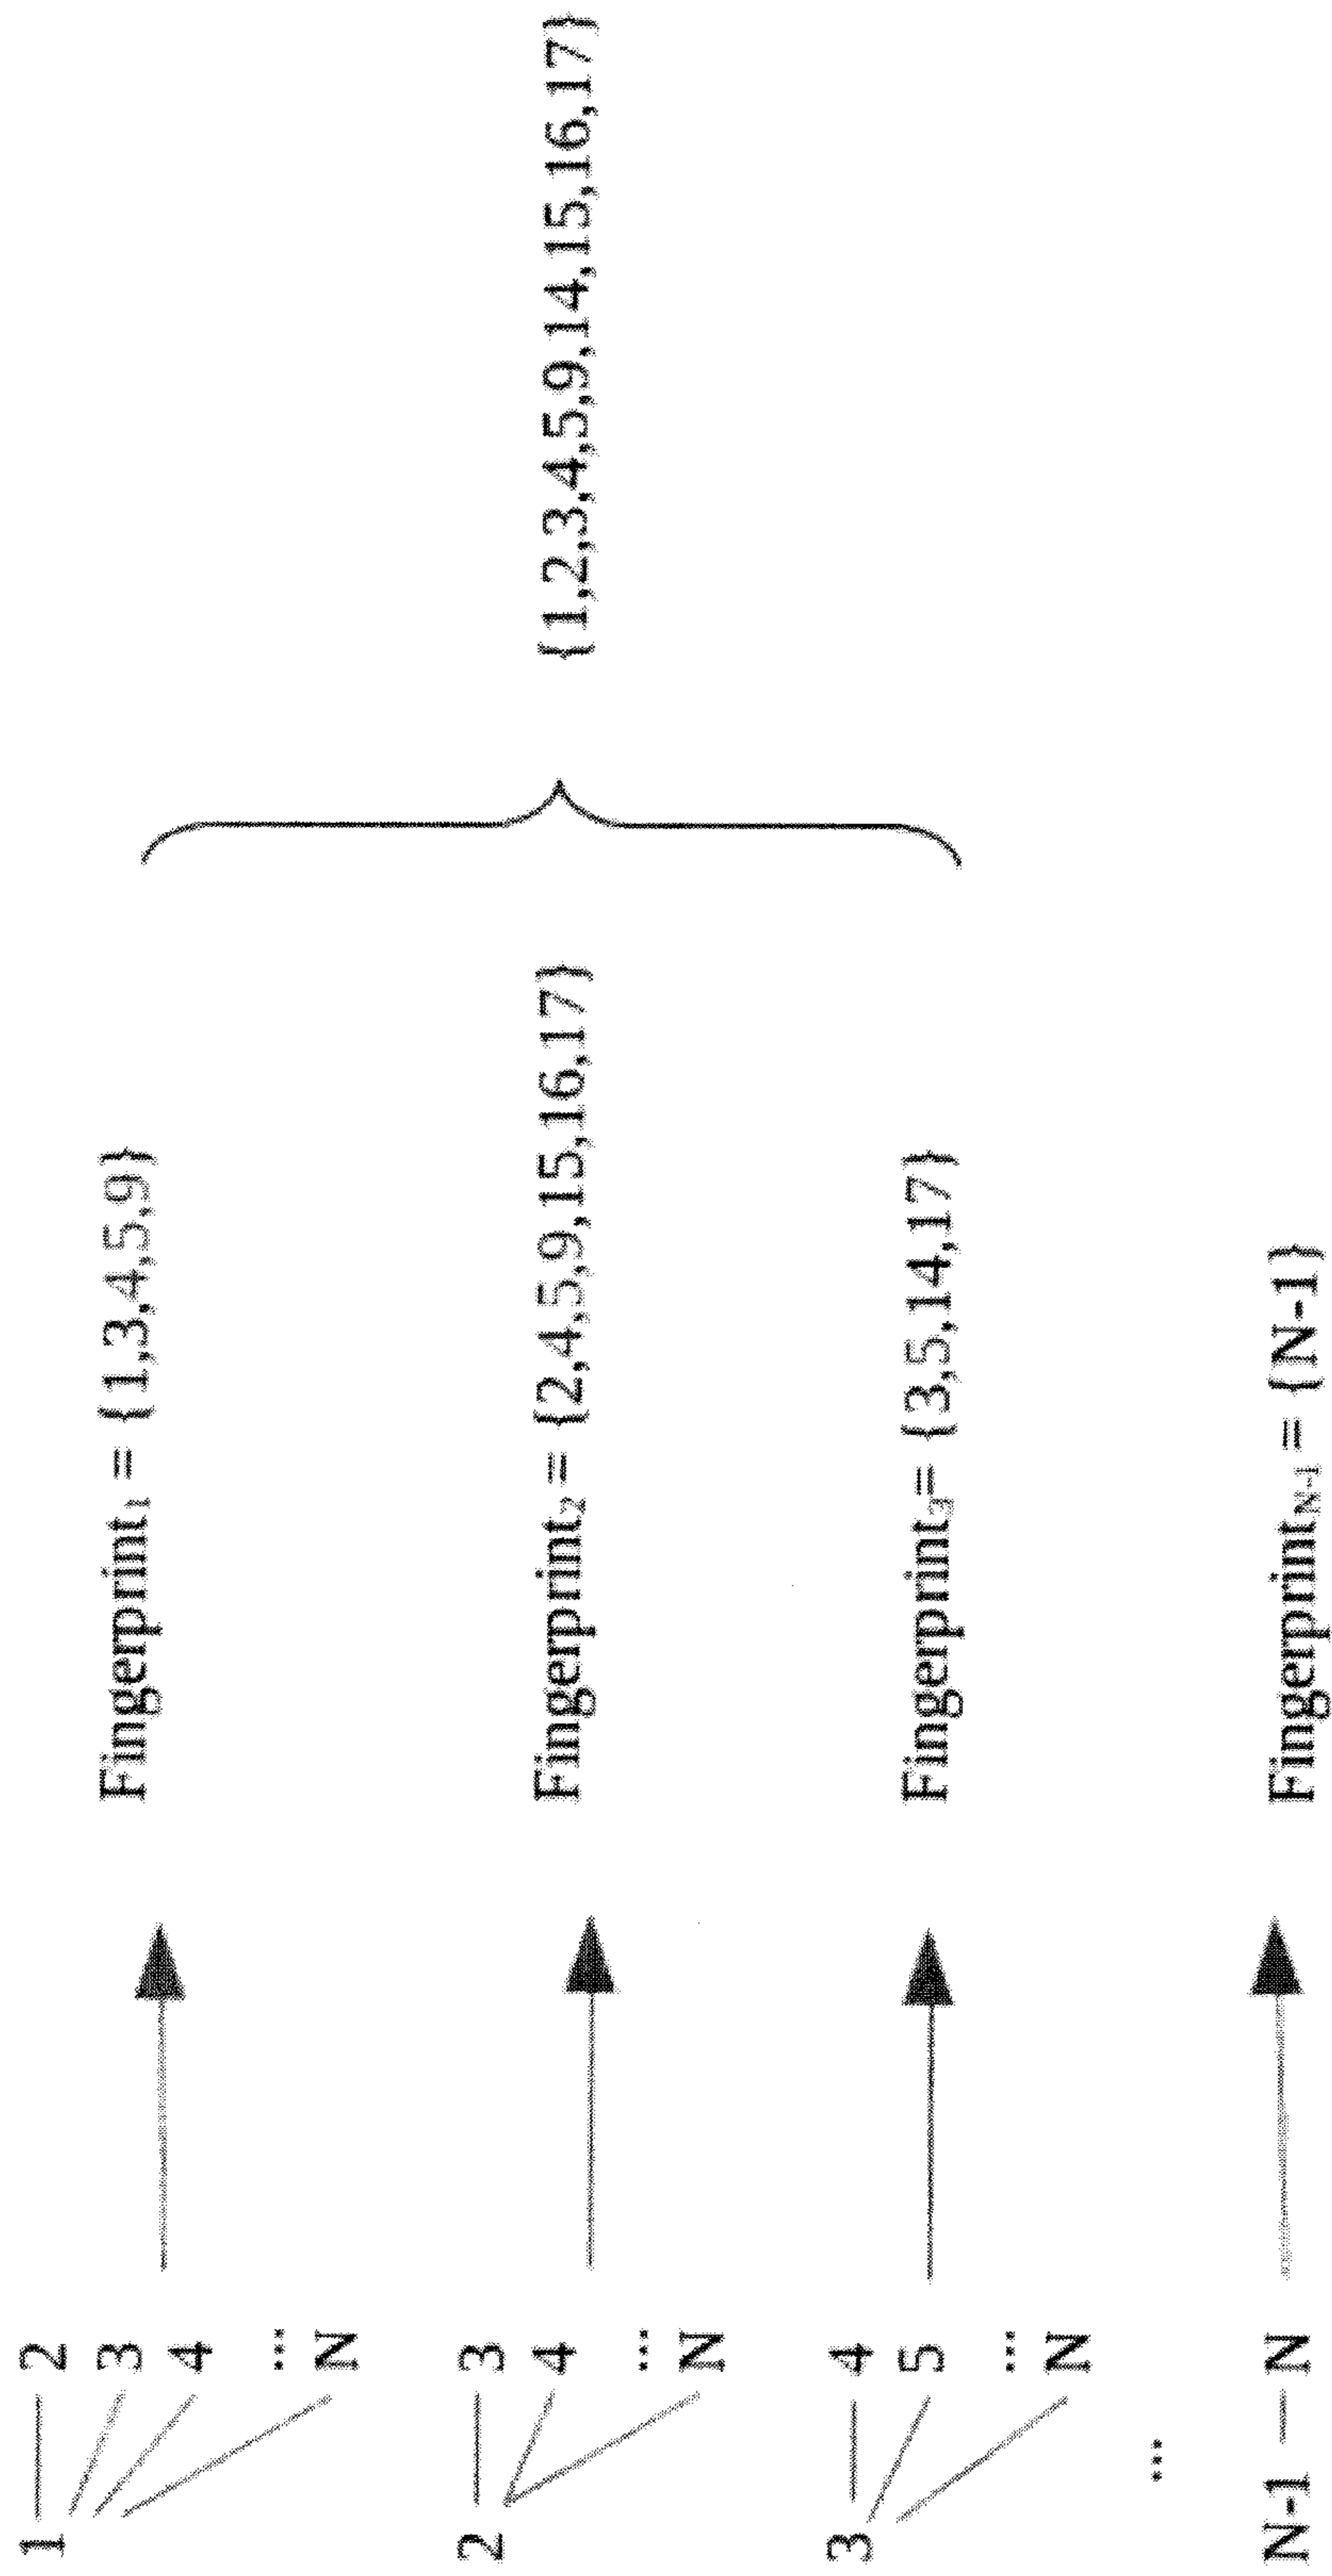 1 — 2
3
4
...
N
Fingerprint₁ = {1,3,4,5,9}
2 — 3
4
...
N
Fingerprint₂ = {2,4,5,9,15,16,17}
{1,2,3,4,5,9,14,15,16,17}
3 — 4
5
...
N
Fingerprint₃= {3,5,14,17}
...
N-1 — N
Fingerprint_N-1 = {N-1}